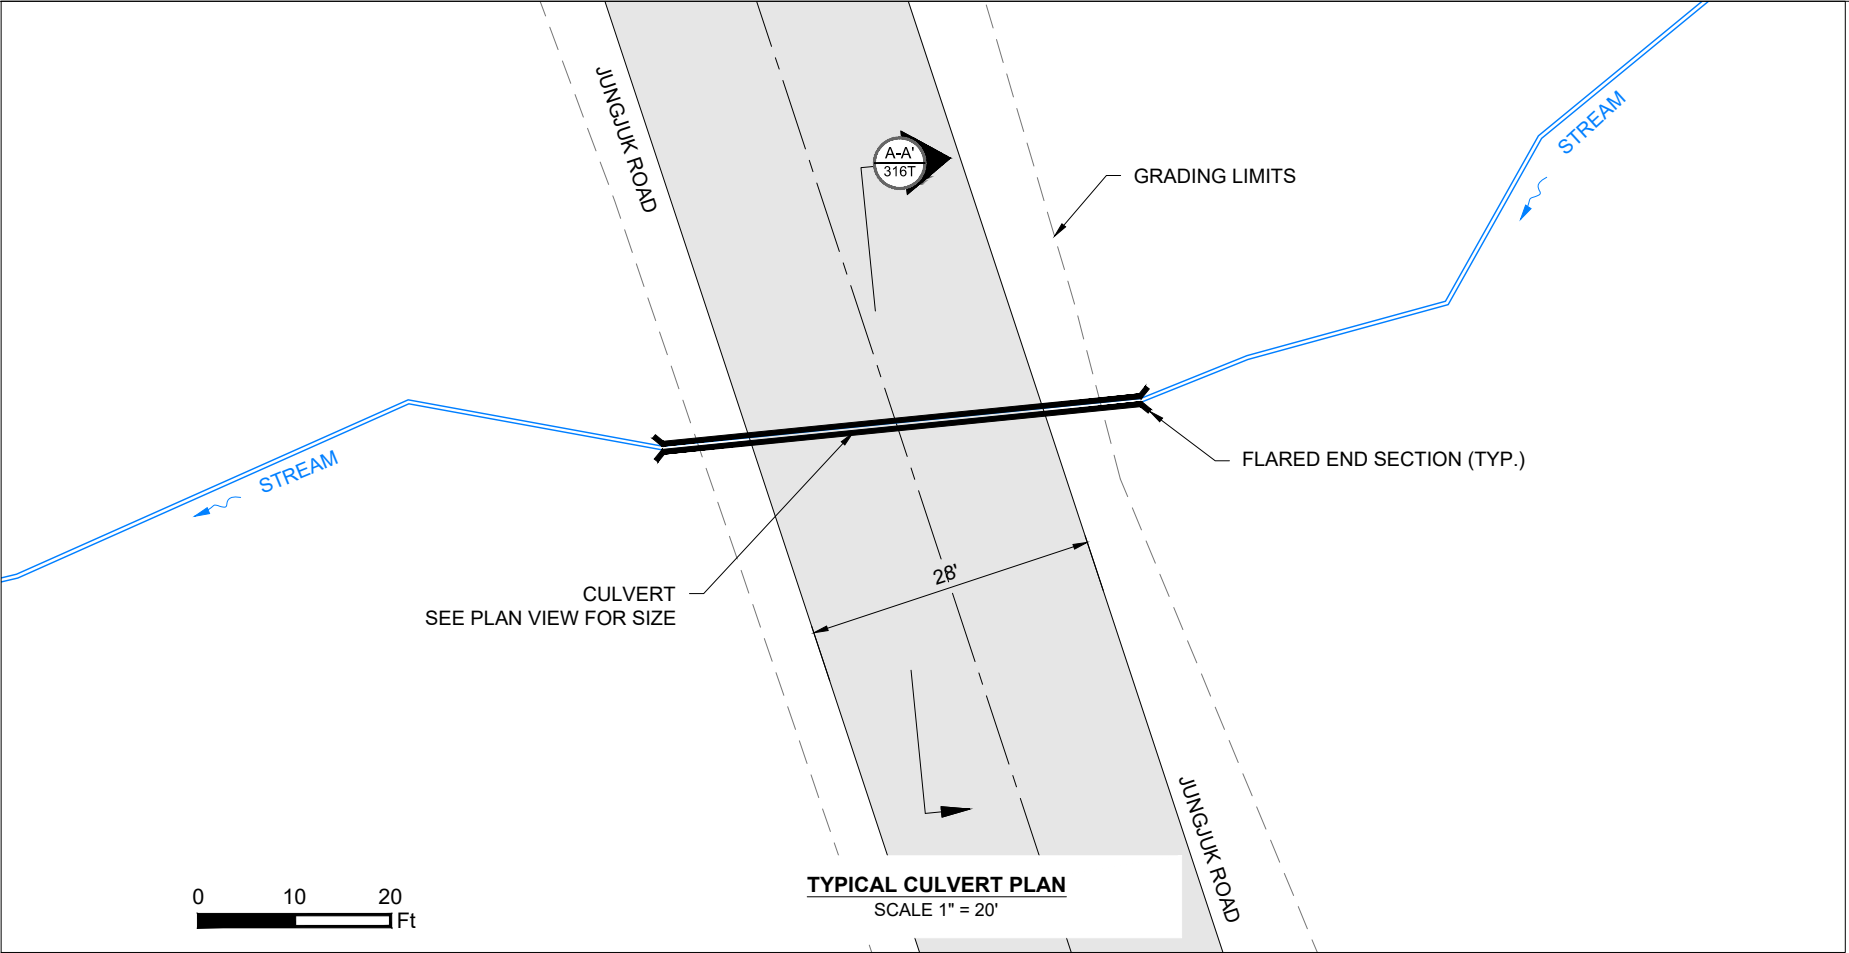 JUNGJUK ROAD
A-A'
316T
GRADING LIMITS
STREAM
STREAM
FLARED END SECTION (TYP.)
CULVERT
SEE PLAN VIEW FOR SIZE
28'
JUNGJUK ROAD
TYPICAL CULVERT PLAN
SCALE 1" = 20'
0 10 20
Ft